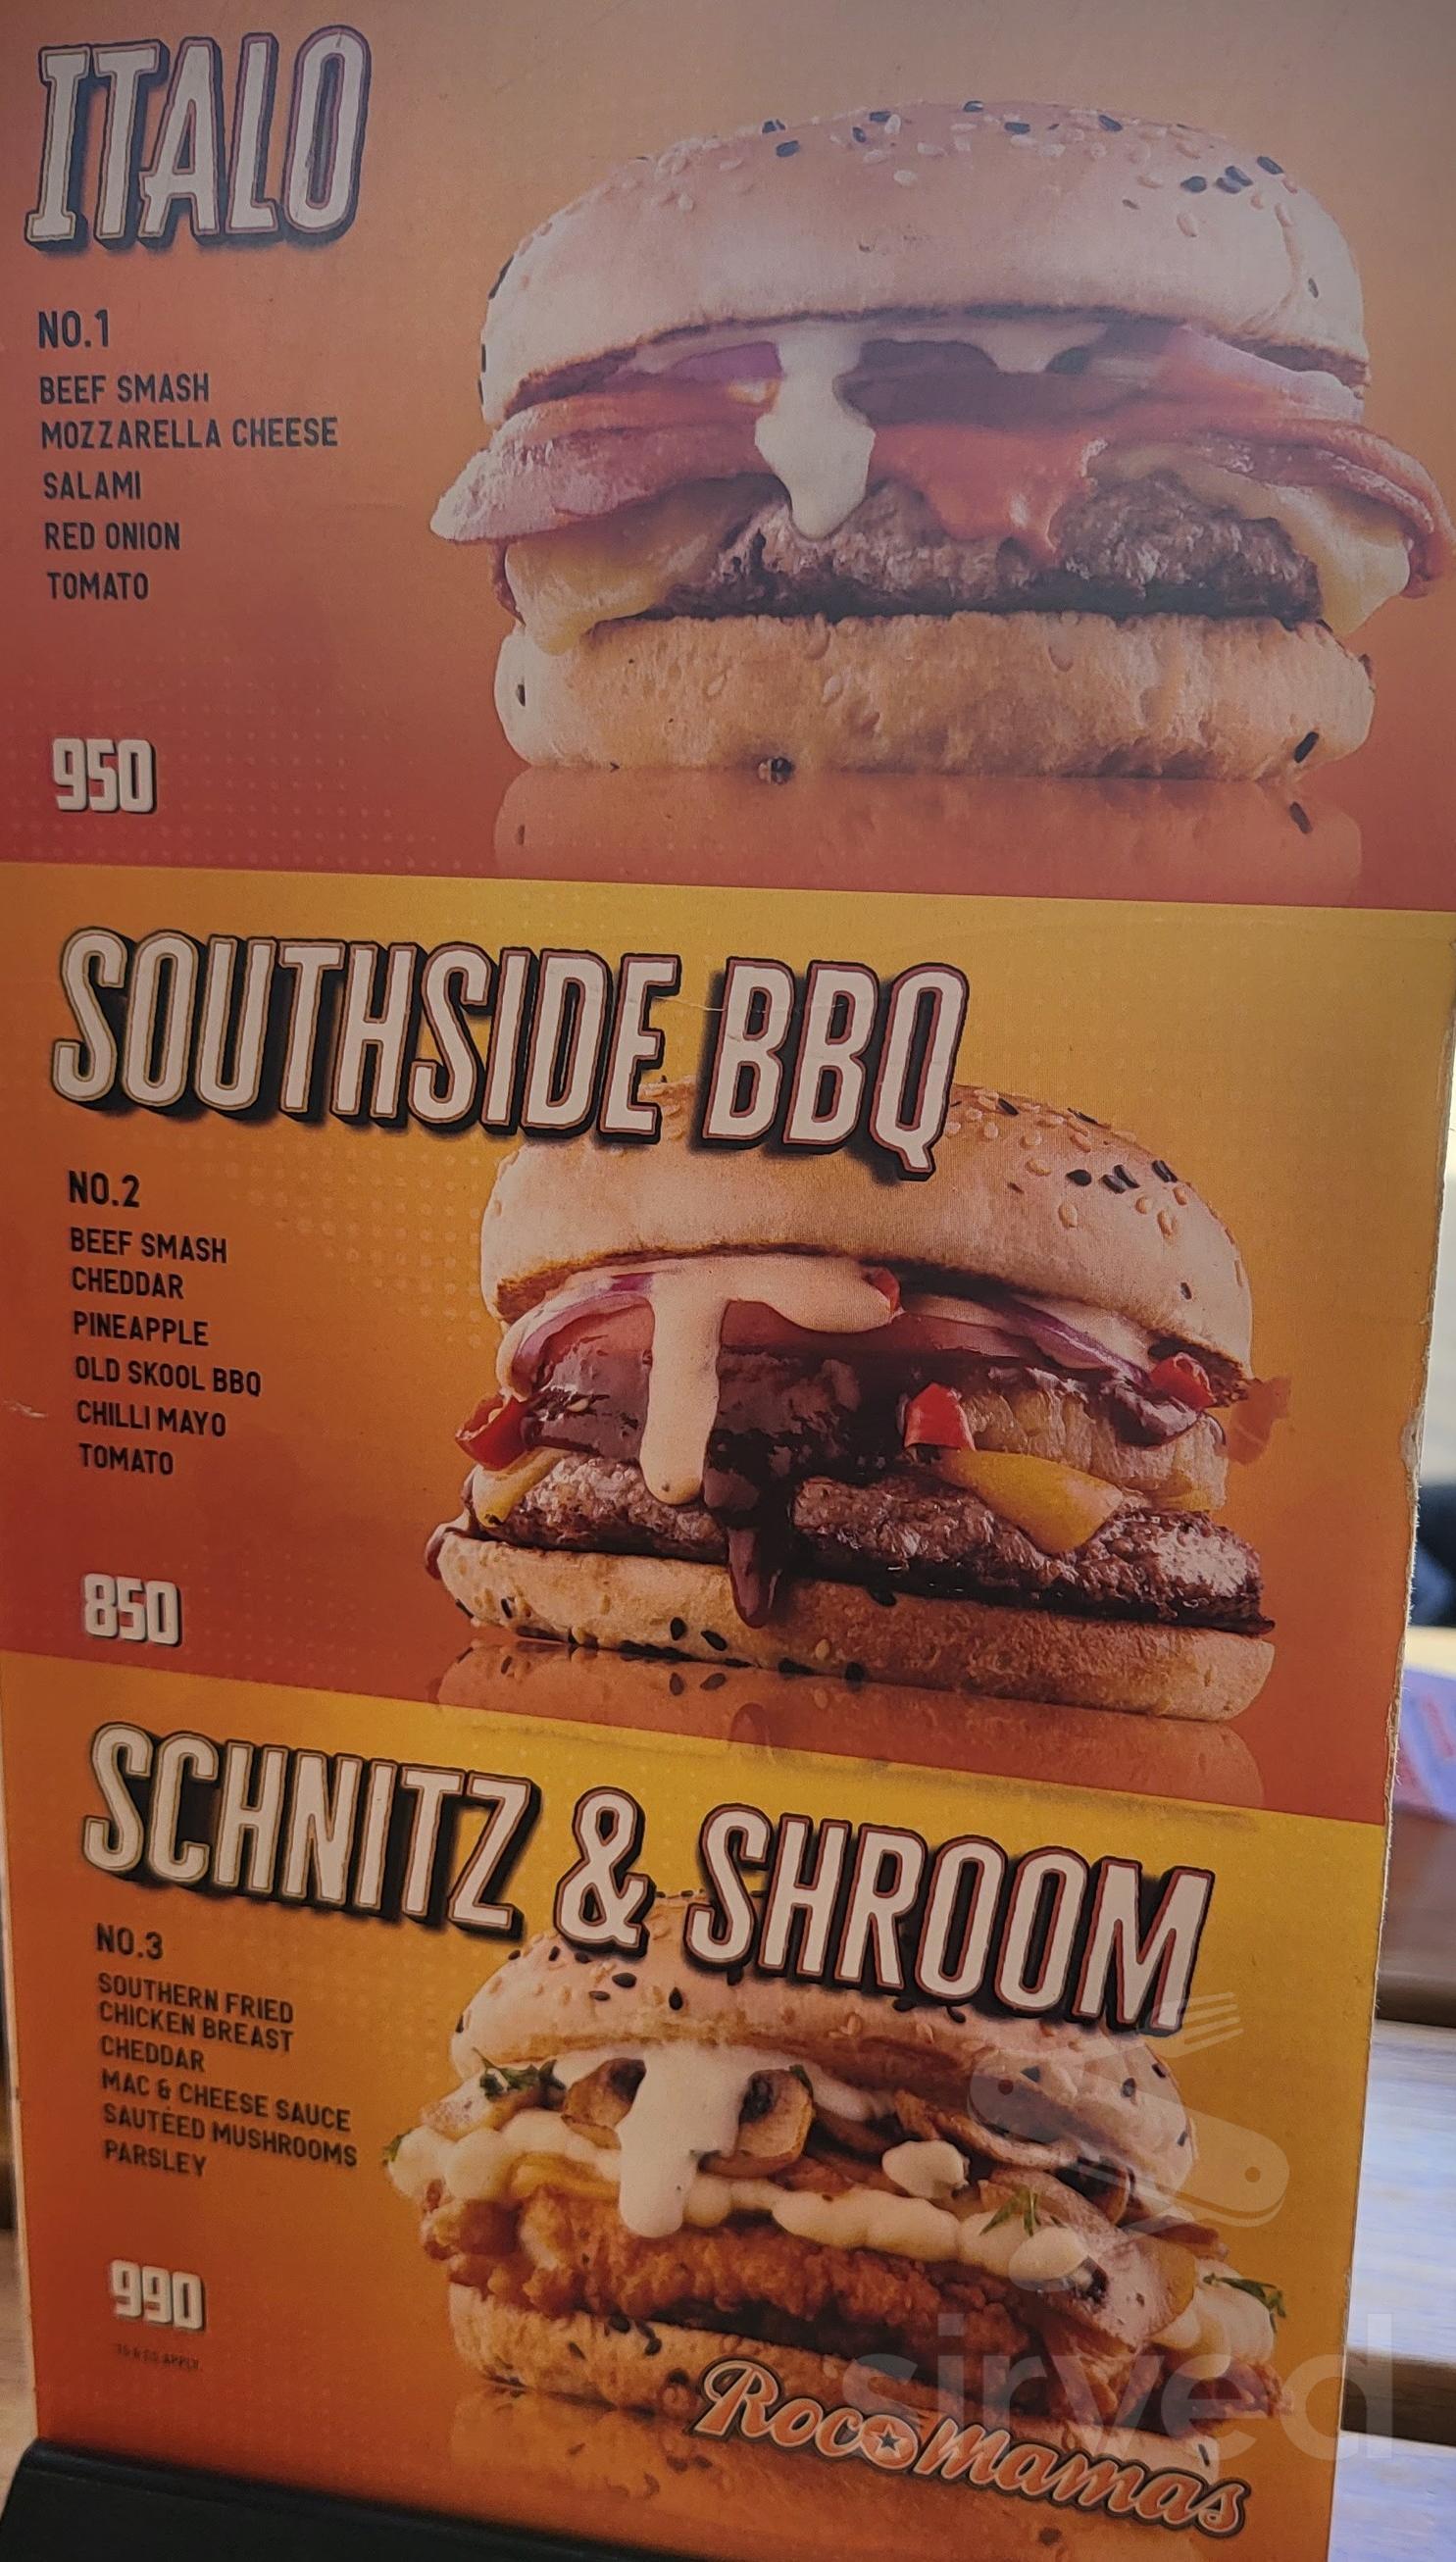 ITALO
NO.1
BEEF SMASH
MOZZARELLA CHEESE
SALAMI
RED ONION
TOMATO
950
SOUTHSIDE BBQ
NO.2
BEEF SMASH
CHEDDAR
PINEAPPLE
OLD SKOOL BBQ
CHILLI MAYO
TOMATO
850
SCHNITZ & SHROOM
NO.3
SOUTHERN FRIED
CHICKEN BREAST
CHEDDAR
MAC & CHEESE SAUCE
SAUTÉED MUSHROOMS
PARSLEY
990
APPLY.
RocoMamas
sirved